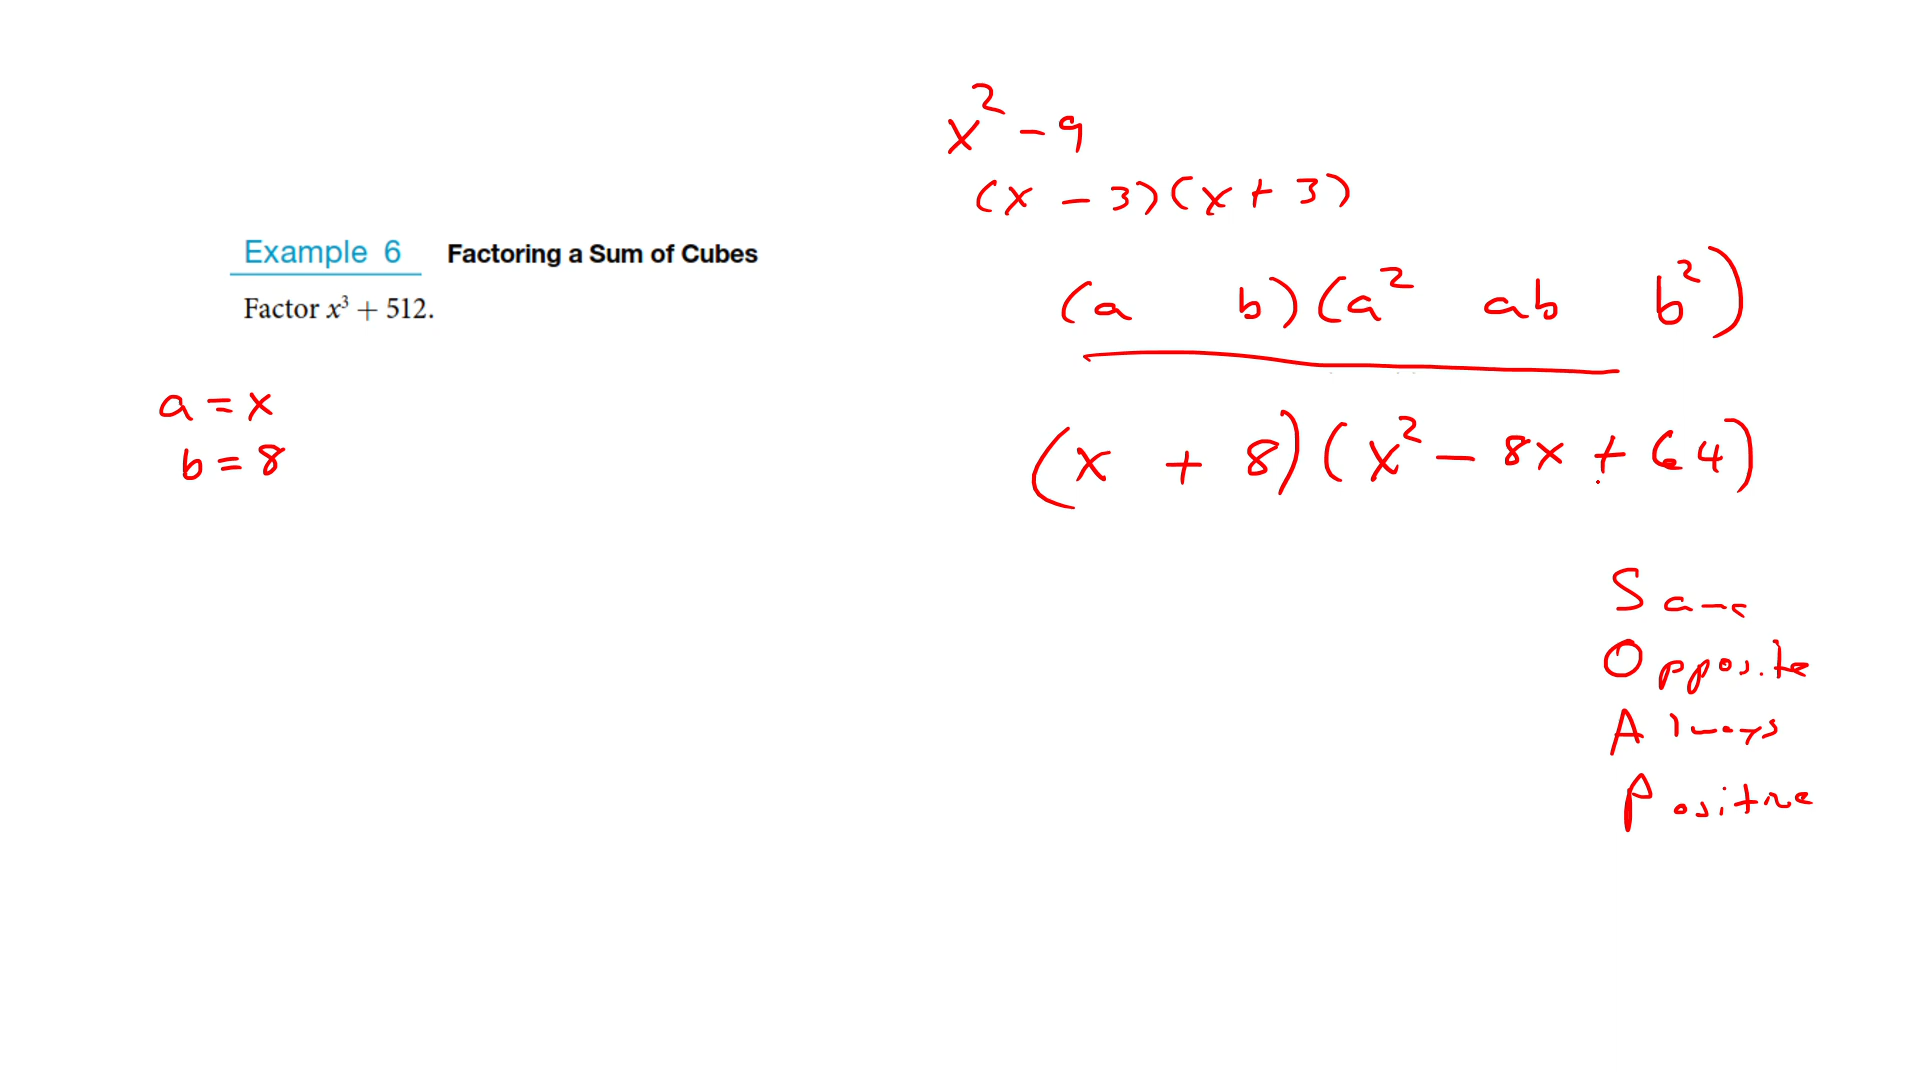 x² - 9
(x - 3)(x + 3)
Example 6 Factoring a Sum of Cubes
Factor x³ + 512.
(a b)(a² ab b²)
a = x
b = 8
(x + 8)(x² - 8x + 64)
Same
Opposite
Always
Positive